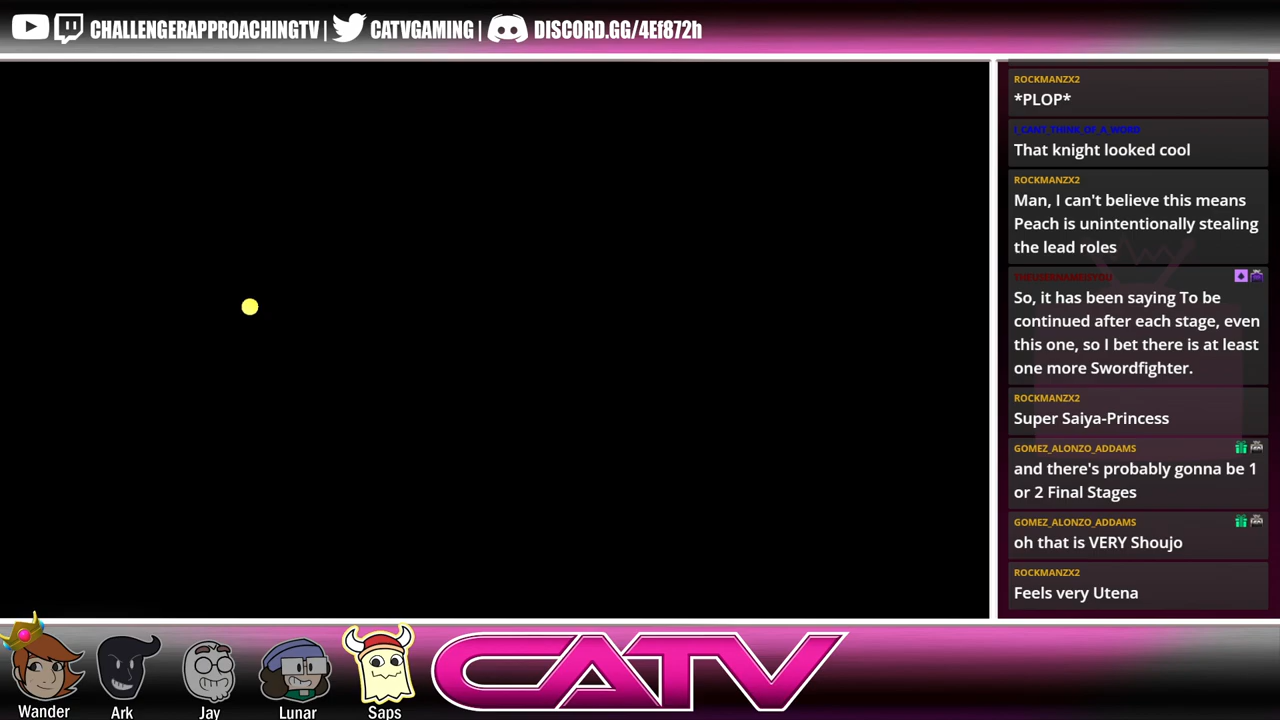 CHALLENGERAPPROACHINGTV | CATVGAMING | DISCORD.GG/4Ef872h
ROCKMANZX2
*PLOP*
I_CANT_THINK_OF_A_WORD
That knight looked cool
ROCKMANZX2
Man, I can't believe this means
Peach is unintentionally stealing
the lead roles
THEUSERNAMEISYOU
So, it has been saying To be
continued after each stage, even
this one, so I bet there is at least
one more Swordfighter.
ROCKMANZX2
Super Saiya-Princess
GOMEZ_ALONZO_ADDAMS
and there's probably gonna be 1
or 2 Final Stages
GOMEZ_ALONZO_ADDAMS
oh that is VERY Shoujo
ROCKMANZX2
Feels very Utena
Wander Ark Jay Lunar Saps
CATV